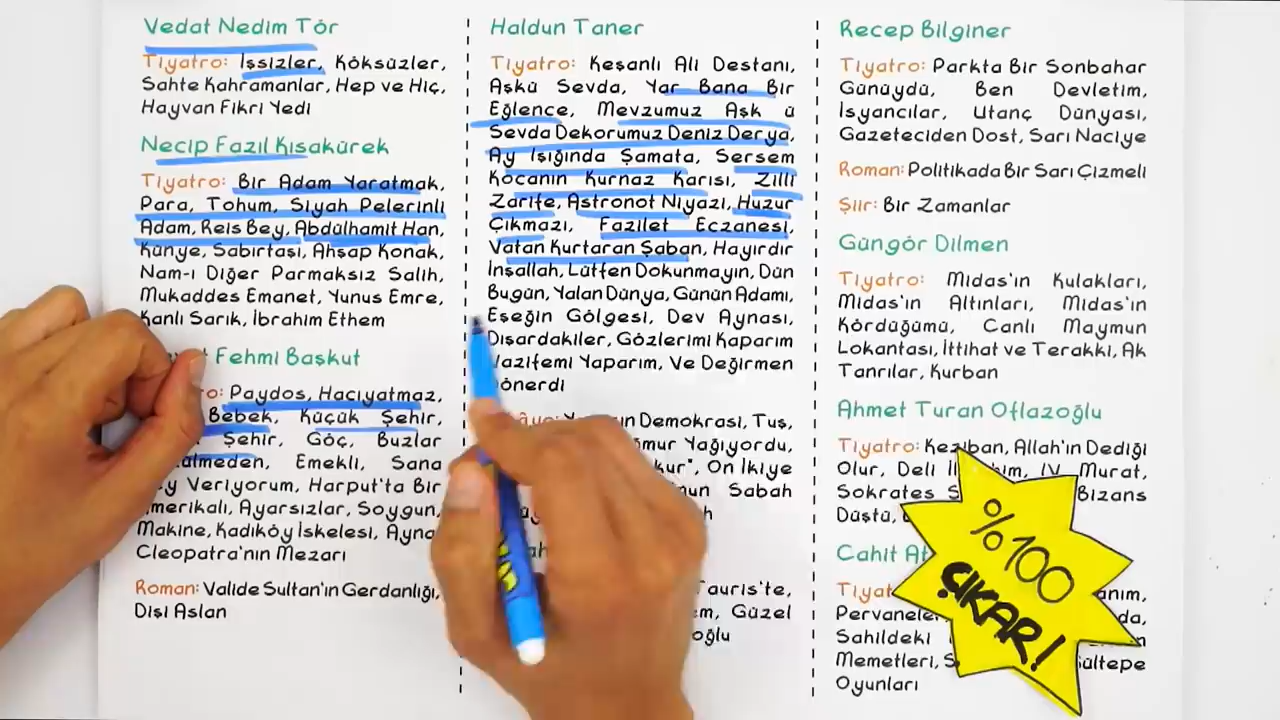 Vedat Nedim Tör
Tiyatro: İşsizler, Köksüzler,
Sahte Kahramanlar, Hep ve Hiç,
Hayvan Fikri Yedi
Necip Fazıl Kısakürek
Tiyatro: Bir Adam Yaratmak,
Para, Tohum, Siyah Pelerinli
Adam, Reis Bey, Abdülhamit Han,
Künye, Sabırtaşı, Ahşap Konak,
Nam-ı Diğer Parmaksız Salih,
Mukaddes Emanet, Yunus Emre,
Kanlı Sarık, İbrahim Ethem
Fehmi Başkut
Paydos, Hacıyatmaz,
Bebek, Küçük Şehir,
Şehir, Göç, Buzlar
Emekli, Sana
Veriyorum, Harput'ta Bir
Amerikalı, Ayarsızlar, Soygun,
Makine, Kadıköy İskelesi, Ayna
Cleopatra'nın Mezarı
Roman: Valide Sultan'ın Gerdanlığı,
Dişi Aslan
Haldun Taner
Tiyatro: Keşanlı Ali Destanı,
Aşkü Sevda, Yar Bana Bir
Eğlence, Mevzumuz Aşk ü
Sevda Dekorumuz Deniz Derya,
Ay Işığında Şamata, Sersem
Kocanın Kurnaz Karısı, Zilli
Zarife, Astronot Niyazi, Huzur
Çıkmazı, Fazilet Eczanesi,
Vatan Kurtaran Şaban, Hayırdır
İnşallah, Lütfen Dokunmayın, Dün
Bugün, Yalan Dünya, Günün Adamı,
Eşeğin Gölgesi, Dev Aynası,
Dışardakiler, Gözlerimi Kaparım
Vazifemi Yaparım, Ve Değirmen
Dönerdi
Demokrasi, Tuş,
Yağıyordu,
On İkiye
Sabah
Tauris'te,
Güzel
Recep Bilginer
Tiyatro: Parkta Bir Sonbahar
Günüydü, Ben Devletim,
İsyancılar, Utanç Dünyası,
Gazeteciden Dost, Sarı Naciye
Roman: Politikada Bir Sarı Çizmeli
Şiir: Bir Zamanlar
Güngör Dilmen
Tiyatro: Midas'ın Kulakları,
Midas'ın Altınları, Midas'ın
Kördüğümü, Canlı Maymun
Lokantası, İttihat ve Terakki, Ak
Tanrılar, Kurban
Ahmet Turan Oflazoğlu
Tiyatro: Keziban, Allah'ın Dediği
Olur, Deli IV. Murat,
Sokrates Bizans
Düştü,
Cahit
Sahildeki
Memetleri,
Oyunları
%100
ÇIKAR!